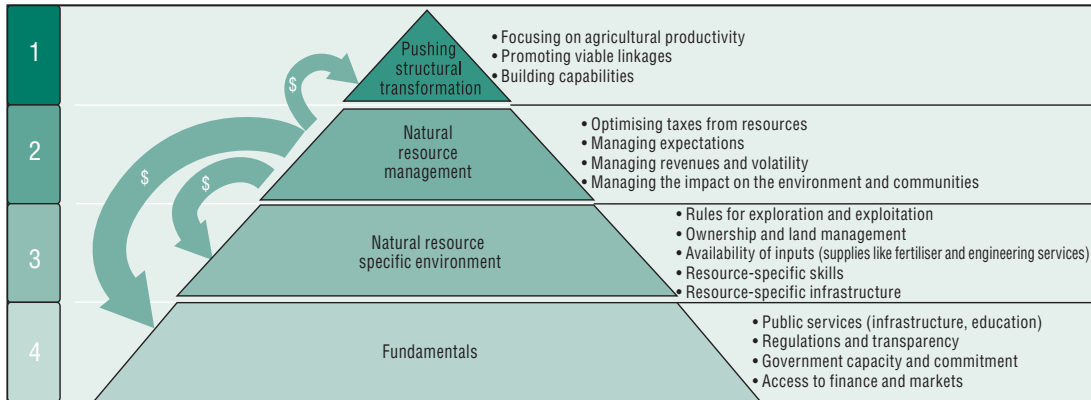 1
Pushing
structural
transformation
• Focusing on agricultural productivity
• Promoting viable linkages
• Building capabilities
$
2
Natural
resource
management
• Optimising taxes from resources
• Managing expectations
• Managing revenues and volatility
• Managing the impact on the environment and communities
$
$
3
Natural resource
specific environment
• Rules for exploration and exploitation
• Ownership and land management
• Availability of inputs (supplies like fertiliser and engineering services)
• Resource-specific skills
• Resource-specific infrastructure
4
Fundamentals
• Public services (infrastructure, education)
• Regulations and transparency
• Government capacity and commitment
• Access to finance and markets